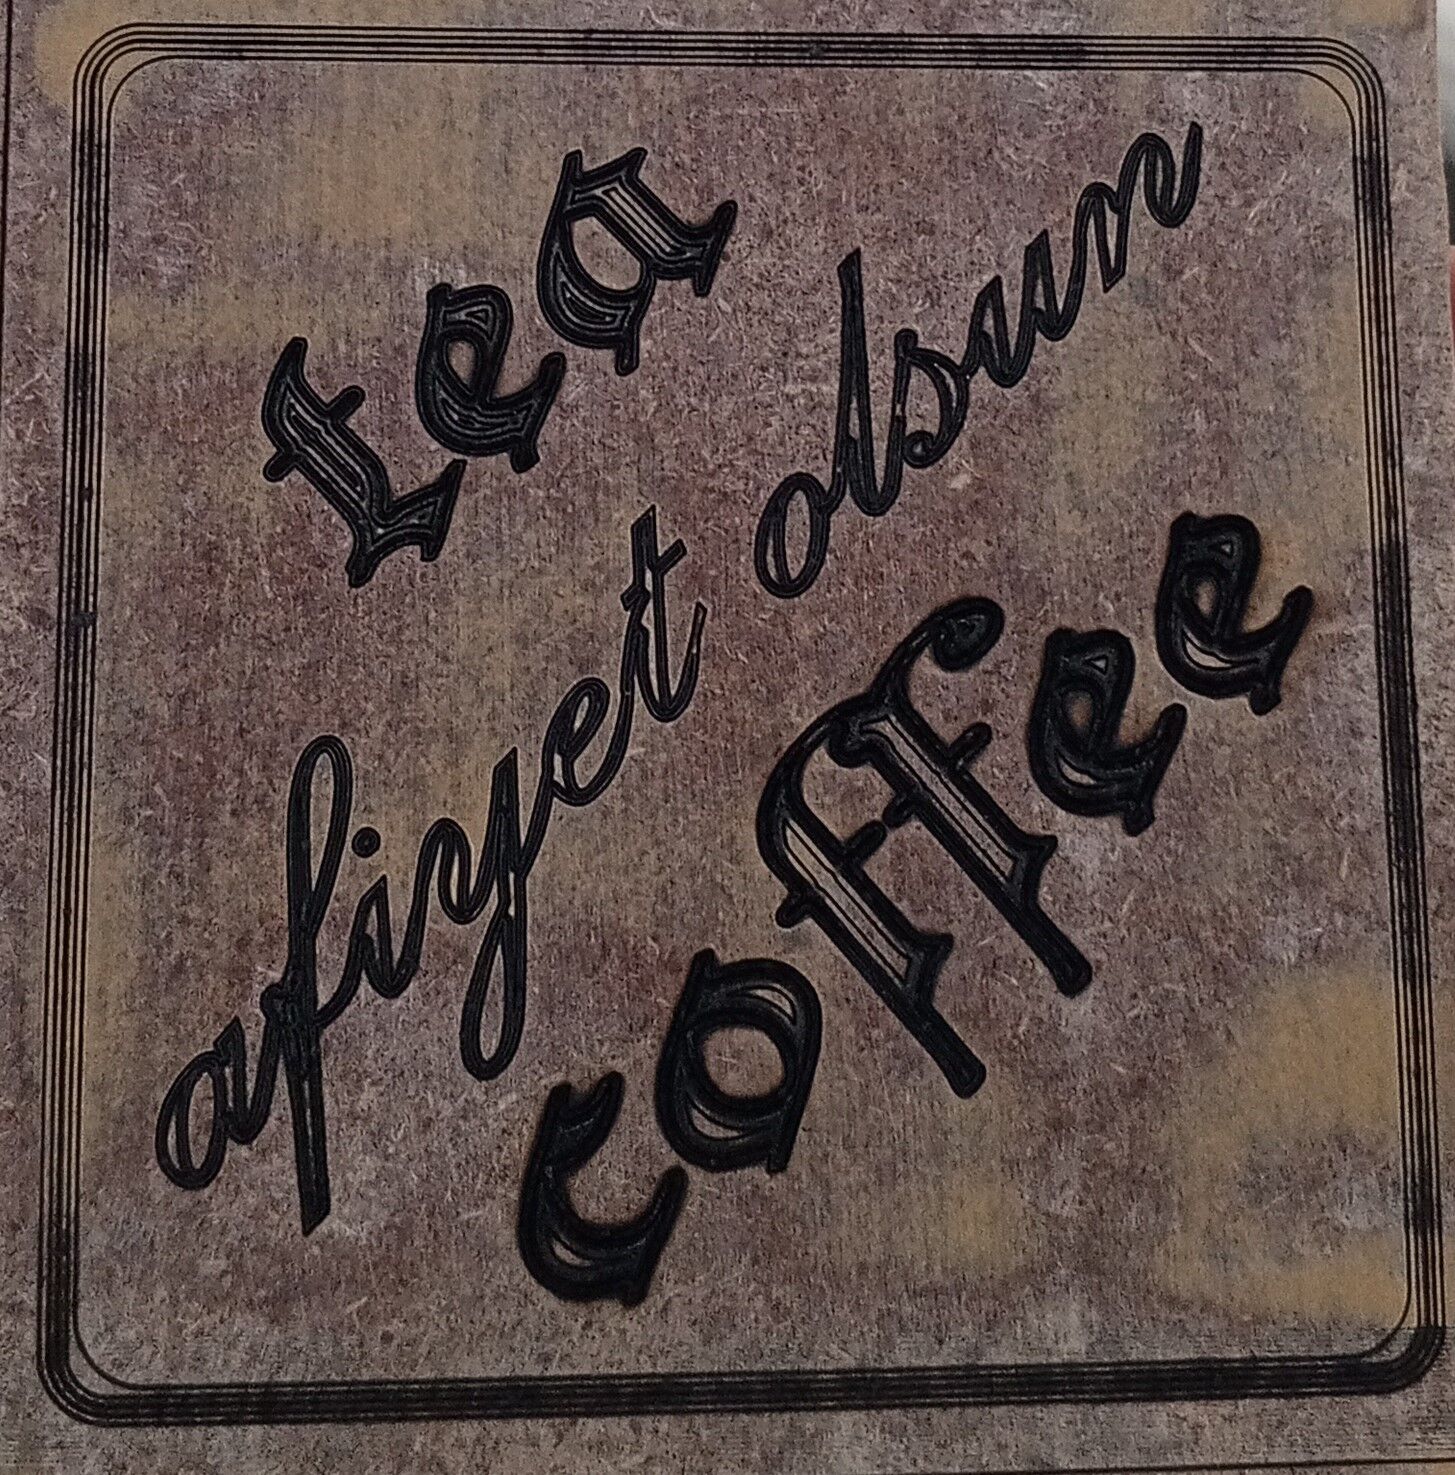 tea
afiyet olsun
coffee